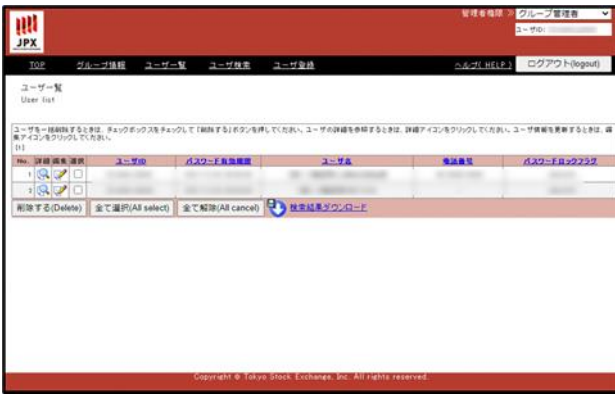 管理者権限 » グループ管理者
JPX
ユーザID:
TOP グループ情報 ユーザ一覧 ユーザ検索 ユーザ登録 ヘルプ(HELP) ログアウト(logout)
ユーザ一覧
User list
ユーザを一括削除するときは、チェックボックスをチェックして「削除する」ボタンを押してください。ユーザの詳細を参照するときは、詳細アイコンをクリックしてください。ユーザ情報を更新するときは、編
集アイコンをクリックしてください。
[1]
No. 詳細 編集 選択 ユーザID パスワード有効期限 ユーザ名 電話番号 パスワードロックフラグ
1
2
削除する(Delete) 全て選択(All select) 全て解除(All cancel) 検索結果ダウンロード
Copyright © Tokyo Stock Exchange, Inc. All rights reserved.